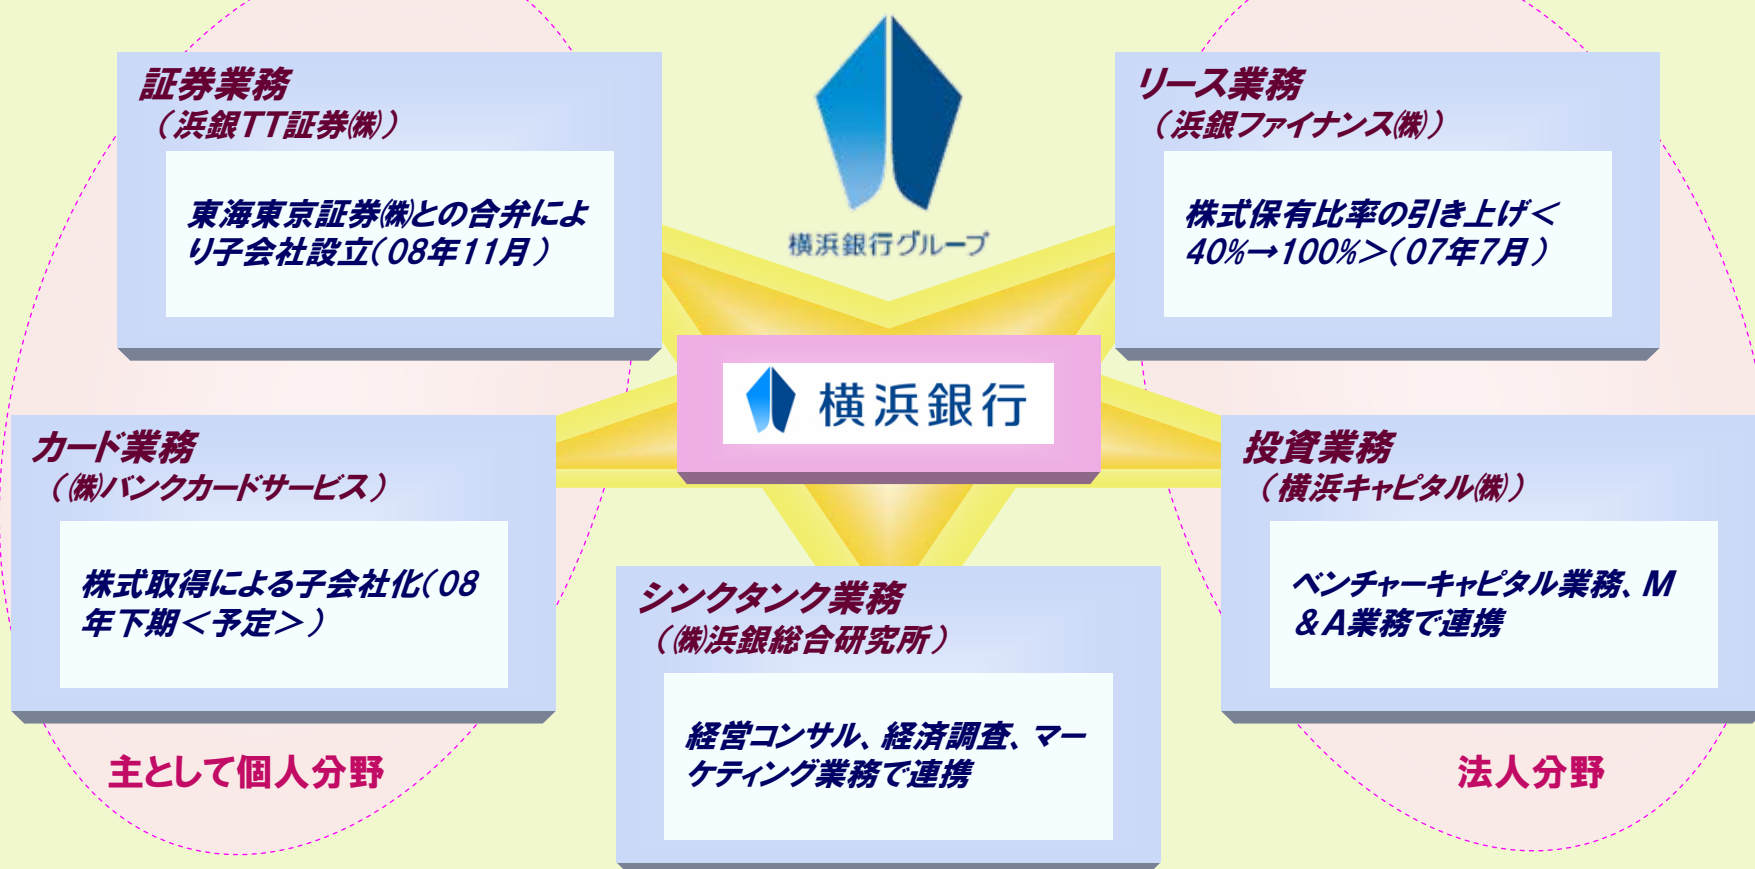 証券業務
（浜銀TT証券㈱）
東海東京証券㈱との合弁によ
り子会社設立（08年11月）
横浜銀行グループ
リース業務
（浜銀ファイナンス㈱）
株式保有比率の引き上げ＜
40%→100%＞（07年7月）
横浜銀行
カード業務
（㈱バンクカードサービス）
株式取得による子会社化（08
年下期＜予定＞）
シンクタンク業務
（㈱浜銀総合研究所）
経営コンサル、経済調査、マー
ケティング業務で連携
投資業務
（横浜キャピタル㈱）
ベンチャーキャピタル業務、M
＆A業務で連携
主として個人分野
法人分野